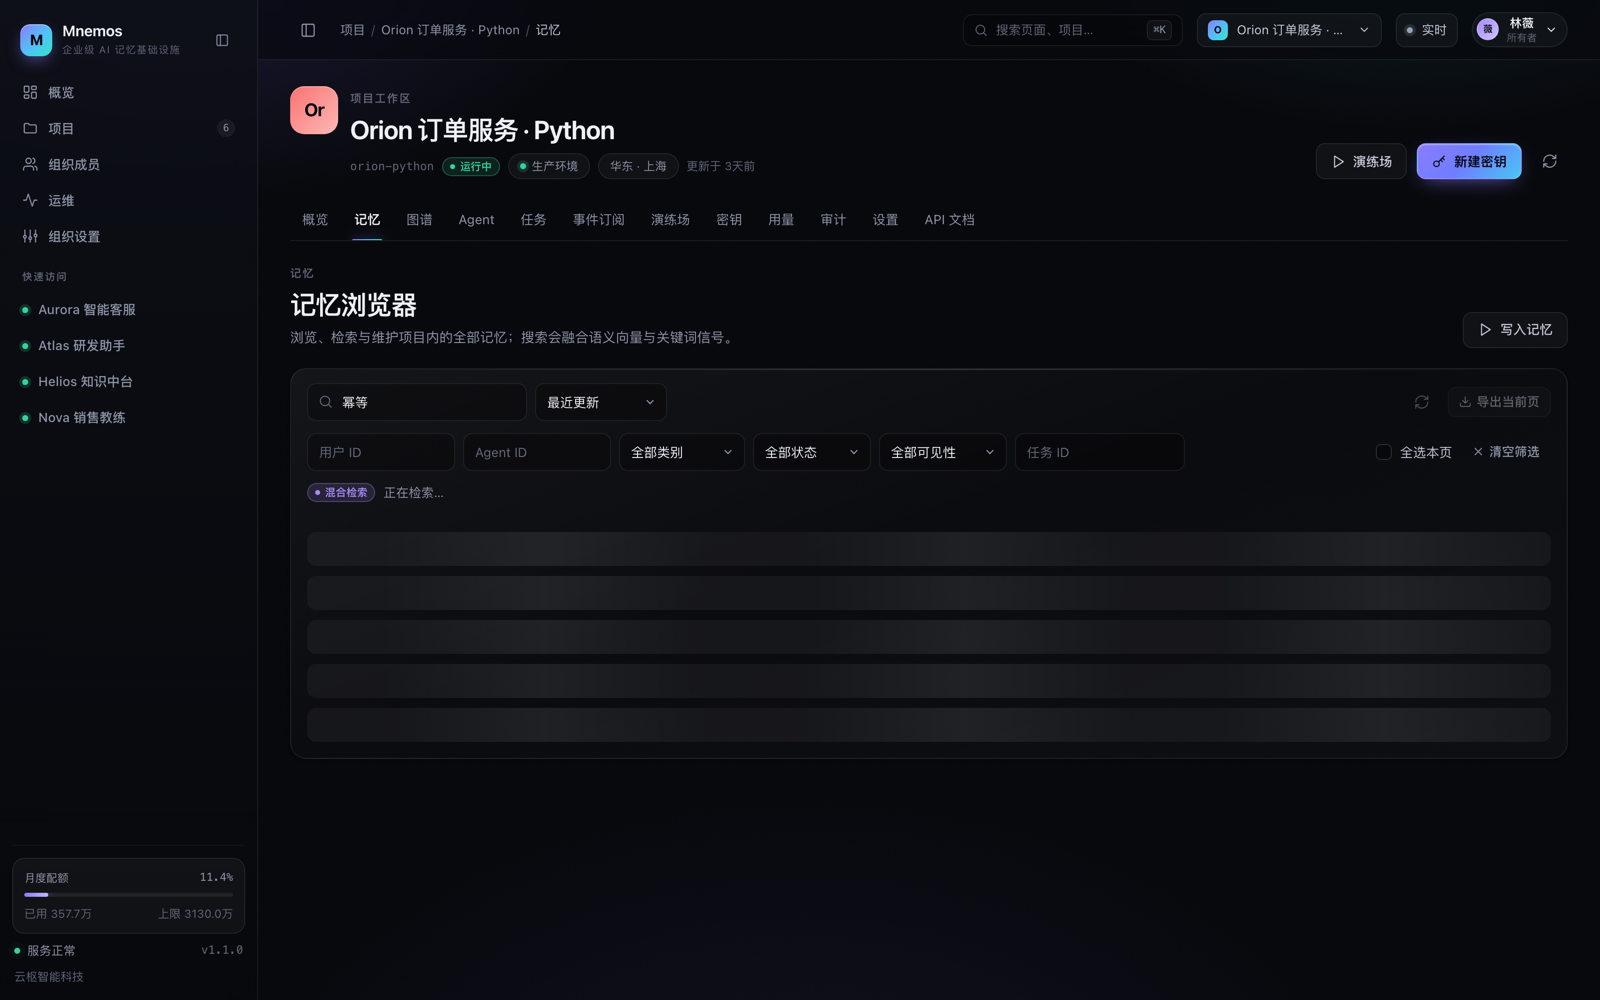 M
Mnemos
企业级 AI 记忆基础设施
概览
项目
6
组织成员
运维
组织设置
快速访问
Aurora 智能客服
Atlas 研发助手
Helios 知识中台
Nova 销售教练
月度配额
11.4%
已用 357.7万
上限 3130.0万
服务正常
v1.1.0
云枢智能科技
项目 / Orion 订单服务 · Python / 记忆
搜索页面、项目...
⌘K
O
Orion 订单服务 · ...
实时
薇
林薇
所有者
Or
项目工作区
Orion 订单服务 · Python
orion-python
运行中
生产环境
华东 · 上海
更新于 3天前
演练场
新建密钥
概览
记忆
图谱
Agent
任务
事件订阅
演练场
密钥
用量
审计
设置
API 文档
记忆
记忆浏览器
浏览、检索与维护项目内的全部记忆；搜索会融合语义向量与关键词信号。
写入记忆
幂等
最近更新
导出当前页
用户 ID
Agent ID
全部类别
全部状态
全部可见性
任务 ID
全选本页
清空筛选
混合检索
正在检索...